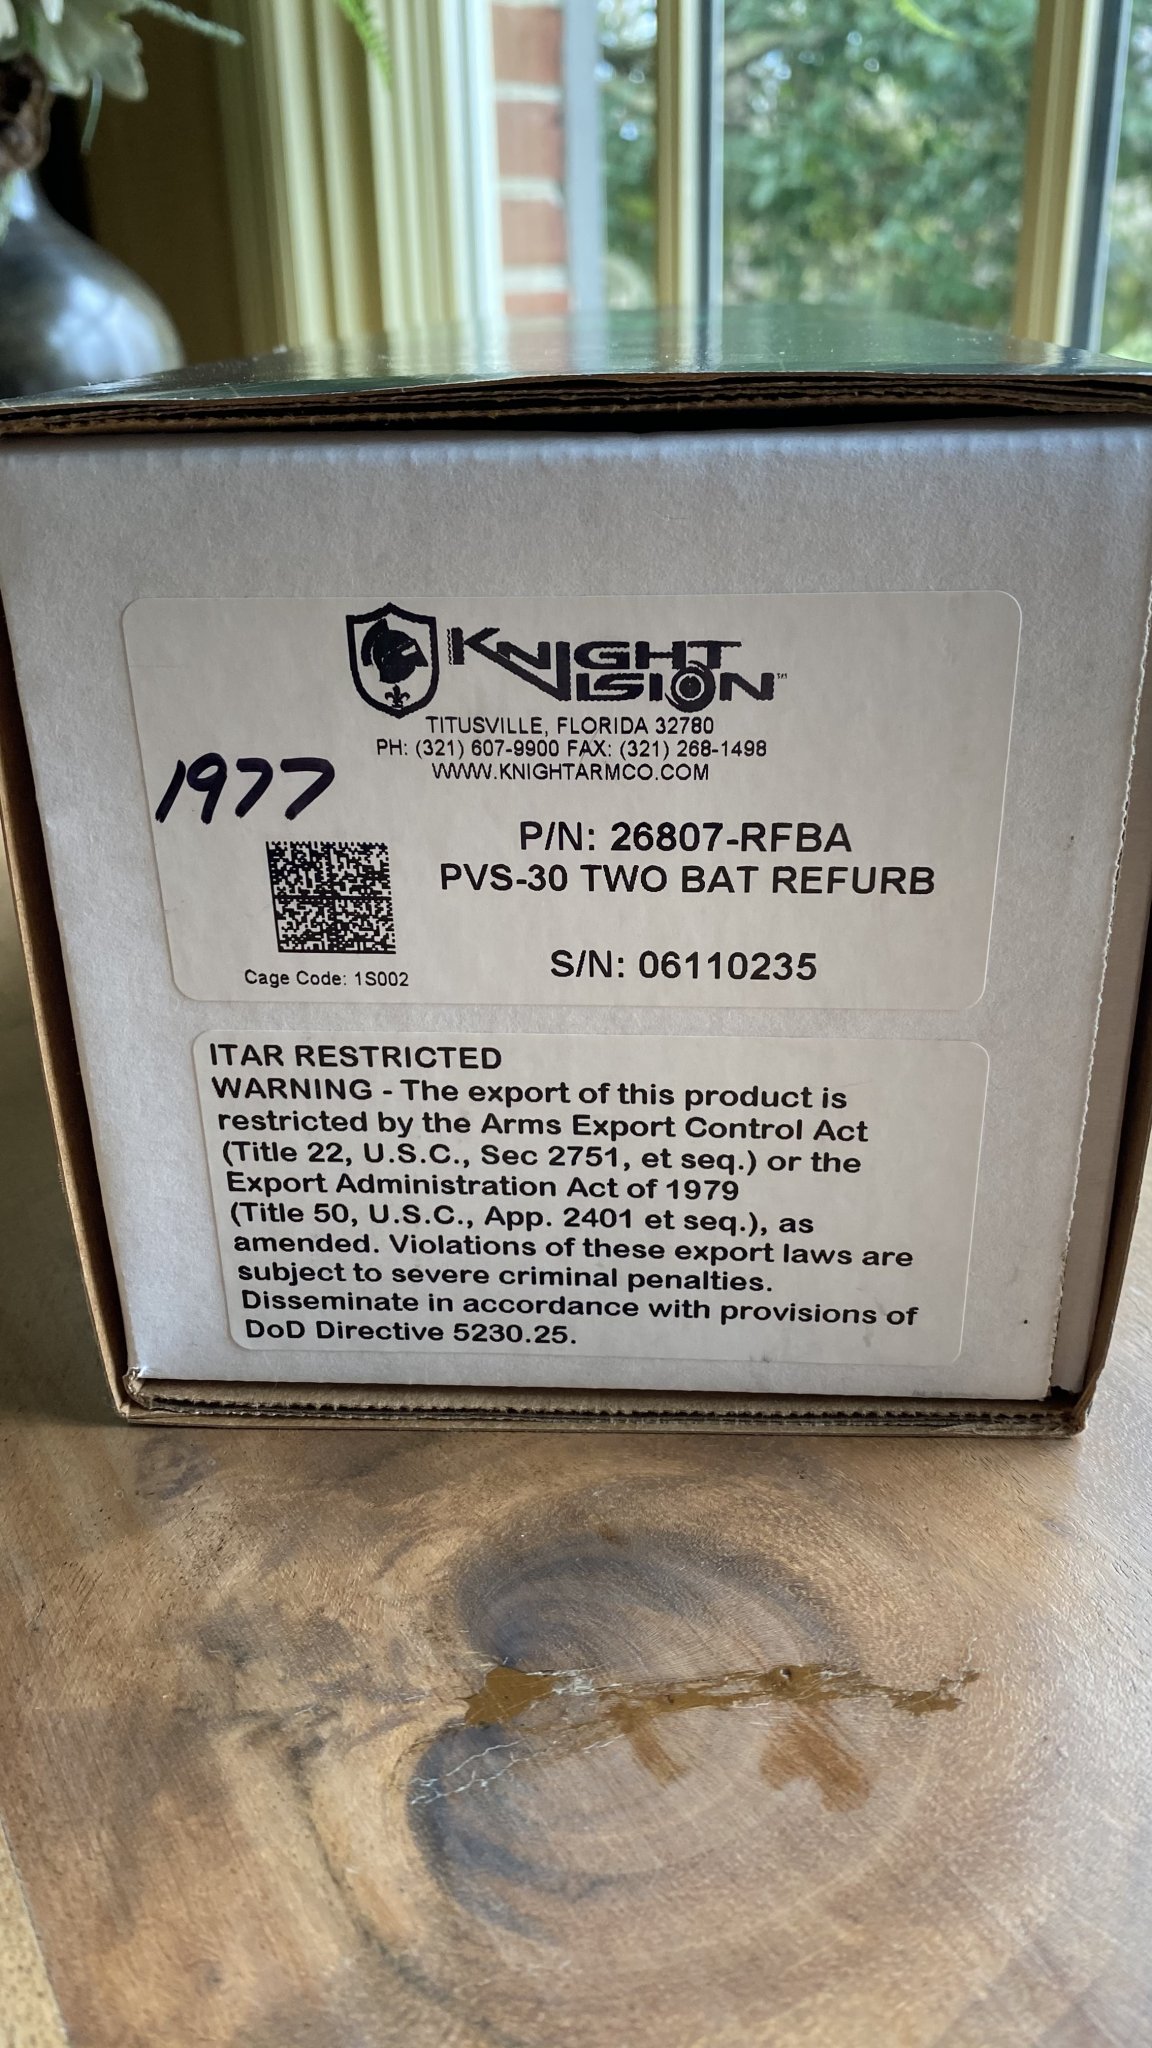 KNIGHT
VISION™
TITUSVILLE, FLORIDA 32780
PH: (321) 607-9900 FAX: (321) 268-1498
WWW.KNIGHTARMCO.COM
1977
P/N: 26807-RFBA
PVS-30 TWO BAT REFURB
S/N: 06110235
Cage Code: 1S002
ITAR RESTRICTED
WARNING - The export of this product is
restricted by the Arms Export Control Act
(Title 22, U.S.C., Sec 2751, et seq.) or the
Export Administration Act of 1979
(Title 50, U.S.C., App. 2401 et seq.), as
amended. Violations of these export laws are
subject to severe criminal penalties.
Disseminate in accordance with provisions of
DoD Directive 5230.25.